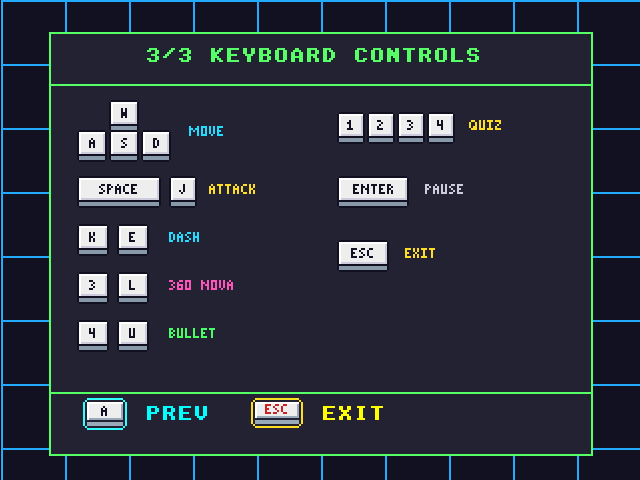 3/3 KEYBOARD CONTROLS
W
A S D MOVE
SPACE J ATTACK
K E DASH
3 L 360 NOVA
4 U BULLET
1 2 3 4 QUIZ
ENTER PAUSE
ESC EXIT
A PREV ESC EXIT